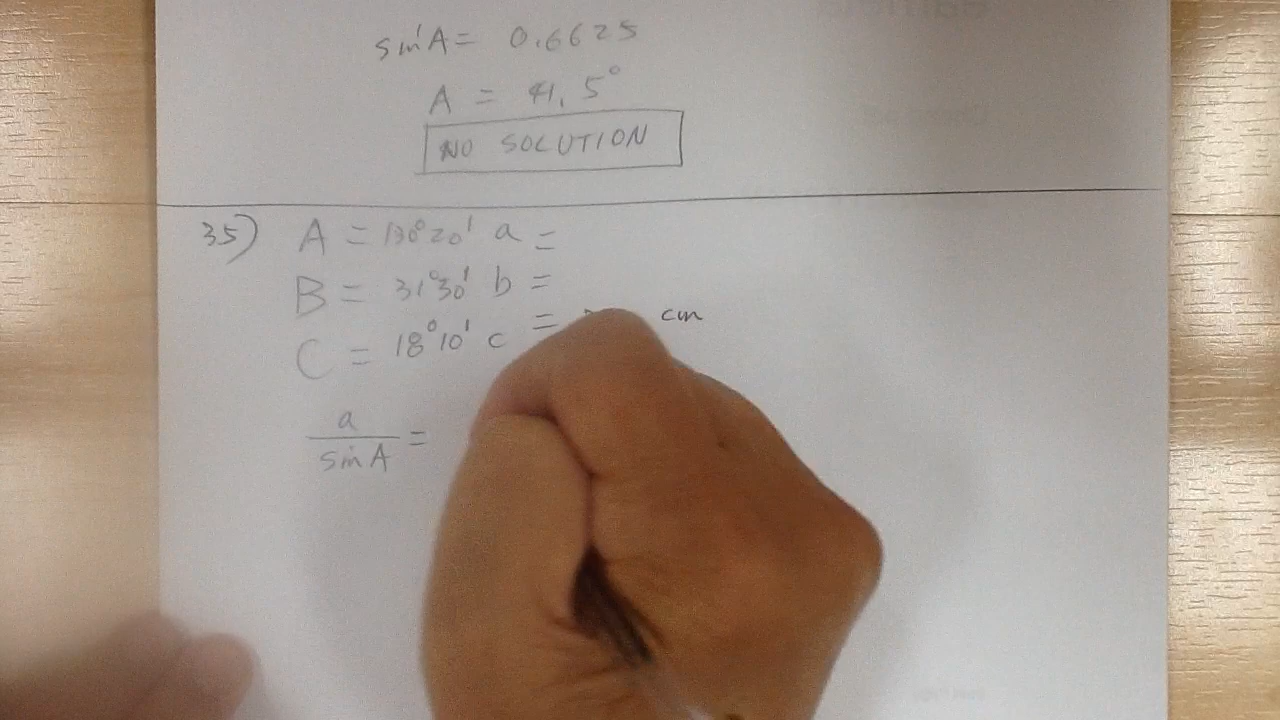 sin A = 0.6625
A = 41.5°
NO SOLUTION
35) A = 130°20' a =
B = 31°30' b =
C = 18°10' c = cm
a
sin A =